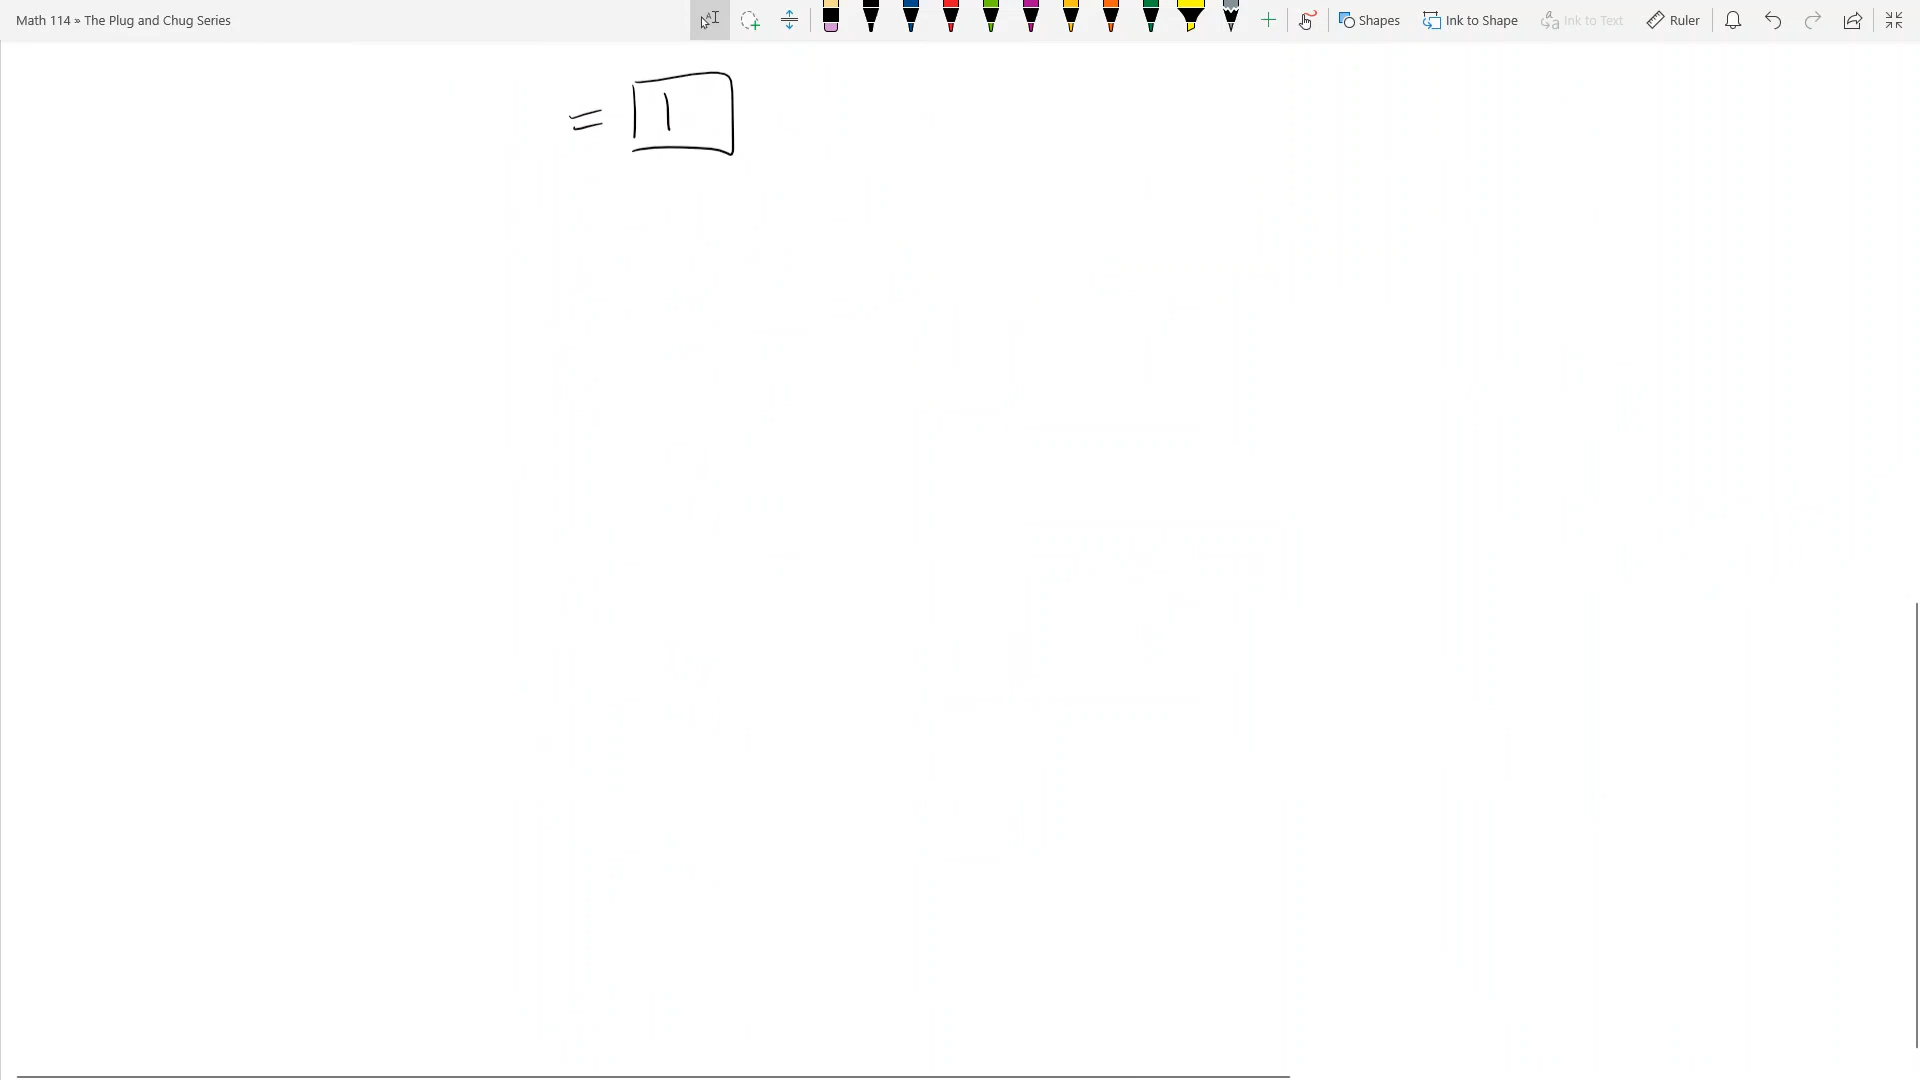 Math 114 » The Plug and Chug Series
Shapes
Ink to Shape
Ink to Text
Ruler
= 1